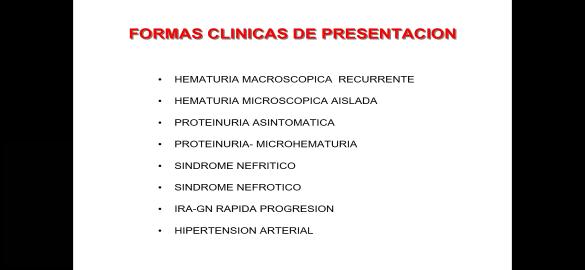 FORMAS CLINICAS DE PRESENTACION
• HEMATURIA MACROSCOPICA RECURRENTE
• HEMATURIA MICROSCOPICA AISLADA
• PROTEINURIA ASINTOMATICA
• PROTEINURIA- MICROHEMATURIA
• SINDROME NEFRITICO
• SINDROME NEFROTICO
• IRA-GN RAPIDA PROGRESION
• HIPERTENSION ARTERIAL